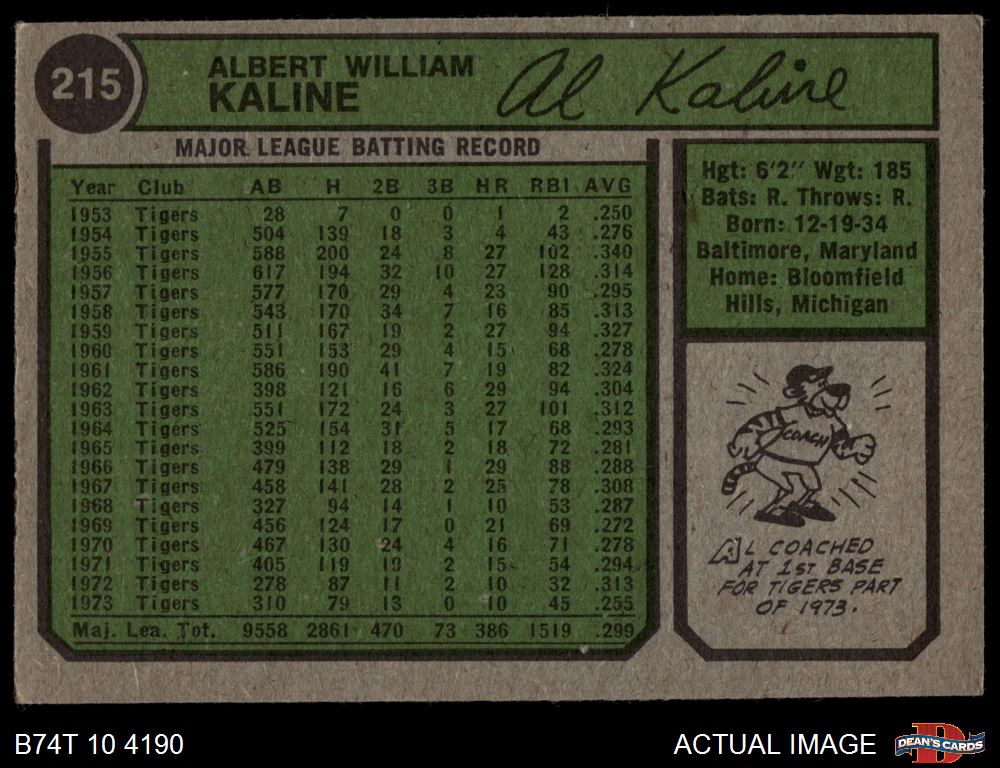 215
ALBERT WILLIAM
KALINE
Al Kaline
MAJOR LEAGUE BATTING RECORD
Year Club AB H 2B 3B HR RBI AVG
1953 Tigers 28 7 0 0 1 2 .250
1954 Tigers 504 139 18 3 4 43 .276
1955 Tigers 588 200 24 8 27 102 .340
1956 Tigers 617 194 32 10 27 128 .314
1957 Tigers 577 170 29 4 23 90 .295
1958 Tigers 543 170 34 7 16 85 .313
1959 Tigers 511 167 19 2 27 94 .327
1960 Tigers 551 153 29 4 15 68 .278
1961 Tigers 586 190 41 7 19 82 .324
1962 Tigers 398 121 16 6 29 94 .304
1963 Tigers 551 172 24 3 27 101 .312
1964 Tigers 525 154 31 5 17 68 .293
1965 Tigers 399 112 18 2 18 72 .281
1966 Tigers 479 138 29 1 29 88 .288
1967 Tigers 458 141 28 2 25 78 .308
1968 Tigers 327 94 14 1 10 53 .287
1969 Tigers 456 124 17 0 21 69 .272
1970 Tigers 467 130 24 4 16 71 .278
1971 Tigers 405 119 19 2 15 54 .294
1972 Tigers 278 87 11 2 10 32 .313
1973 Tigers 310 79 13 0 10 45 .255
Maj. Lea. Tot. 9558 2861 470 73 386 1519 .299
Hgt: 6'2" Wgt: 185
Bats: R. Throws: R.
Born: 12-19-34
Baltimore, Maryland
Home: Bloomfield
Hills, Michigan
COACH
AL COACHED
AT 1ST BASE
FOR TIGERS PART
OF 1973.
B74T 10 4190
ACTUAL IMAGE
D
DEAN'S CARDS